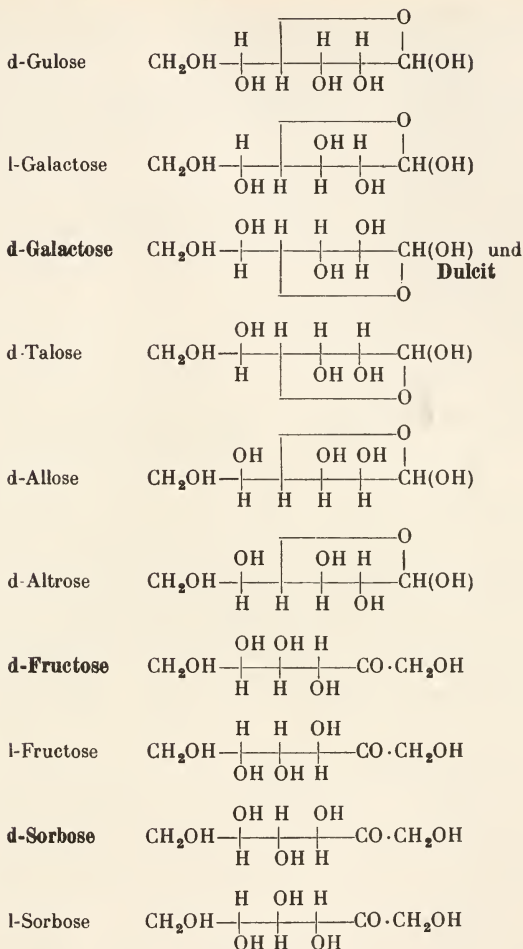 O
H H H
d-Gulose CH₂OH CH(OH)
OH H OH OH
O
H OH H
l-Galactose CH₂OH CH(OH)
OH H H OH
OH H H OH
d-Galactose CH₂OH CH(OH) und
H OH H Dulcit
O
OH H H H
d-Talose CH₂OH CH(OH)
H OH OH
O
O
OH OH OH
d-Allose CH₂OH CH(OH)
H H H H
O
OH OH H
d-Altrose CH₂OH CH(OH)
H H H OH
OH OH H
d-Fructose CH₂OH CO·CH₂OH
H H OH
H H OH
l-Fructose CH₂OH CO·CH₂OH
OH OH H
OH H OH
d-Sorbose CH₂OH CO·CH₂OH
H OH H
H OH H
l-Sorbose CH₂OH CO·CH₂OH
OH H OH